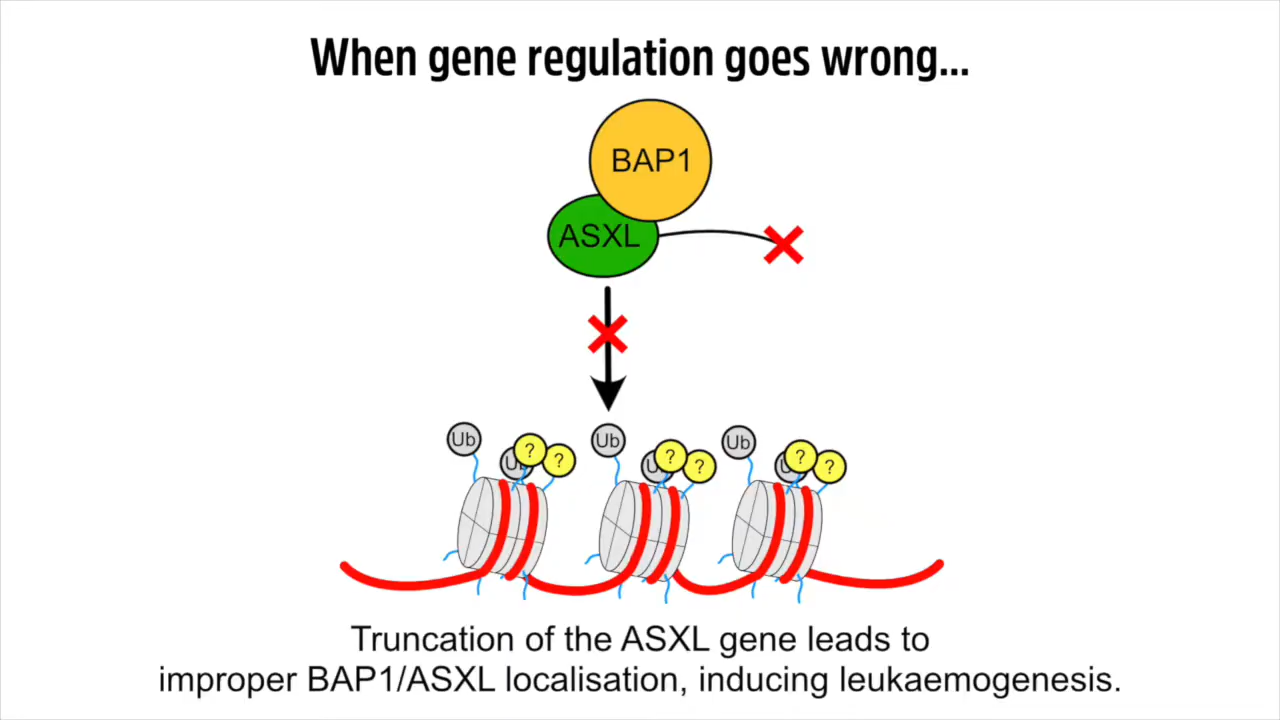 When gene regulation goes wrong...
BAP1
ASXL
Ub
Ub
Ub
? ?
? ?
? ?
Truncation of the ASXL gene leads to
improper BAP1/ASXL localisation, inducing leukaemogenesis.